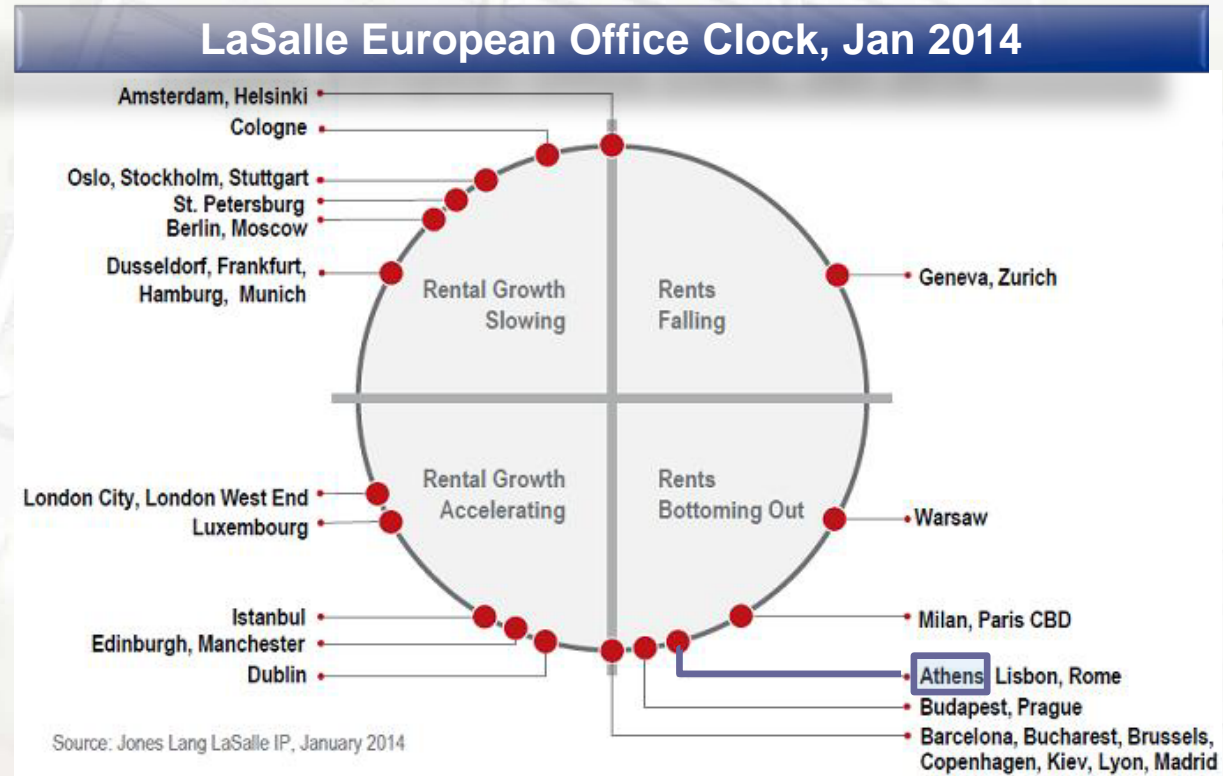 LaSalle European Office Clock, Jan 2014
Amsterdam, Helsinki
Cologne
Oslo, Stockholm, Stuttgart
St. Petersburg
Berlin, Moscow
Dusseldorf, Frankfurt,
Hamburg, Munich
Rental Growth
Slowing
Rents
Falling
Geneva, Zurich
Rental Growth
Accelerating
Rents
Bottoming Out
London City, London West End
Luxembourg
Istanbul
Edinburgh, Manchester
Dublin
Warsaw
Milan, Paris CBD
Athens Lisbon, Rome
Budapest, Prague
Barcelona, Bucharest, Brussels,
Copenhagen, Kiev, Lyon, Madrid
Source: Jones Lang LaSalle IP, January 2014